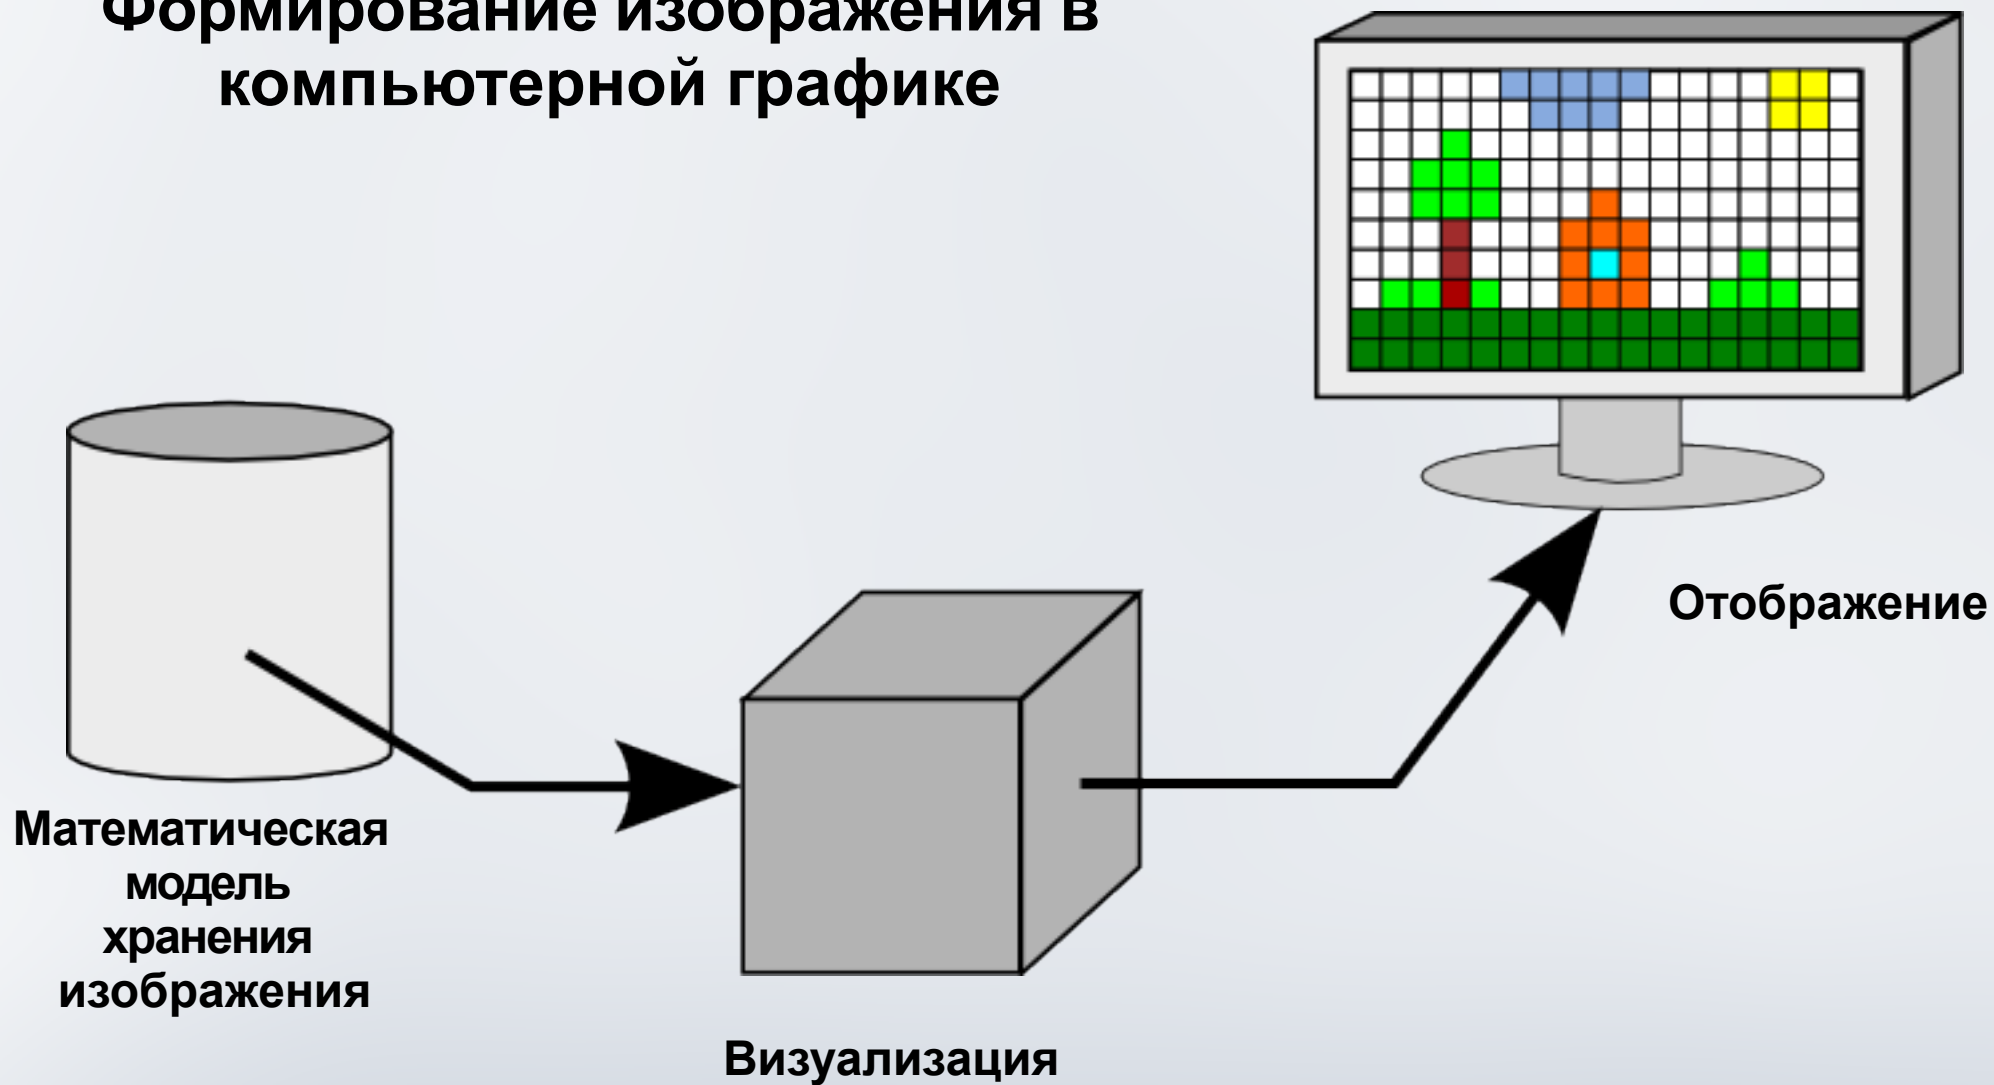 Формирование изображения в
компьютерной графике
Отображение
Математическая
модель
хранения
изображения
Визуализация